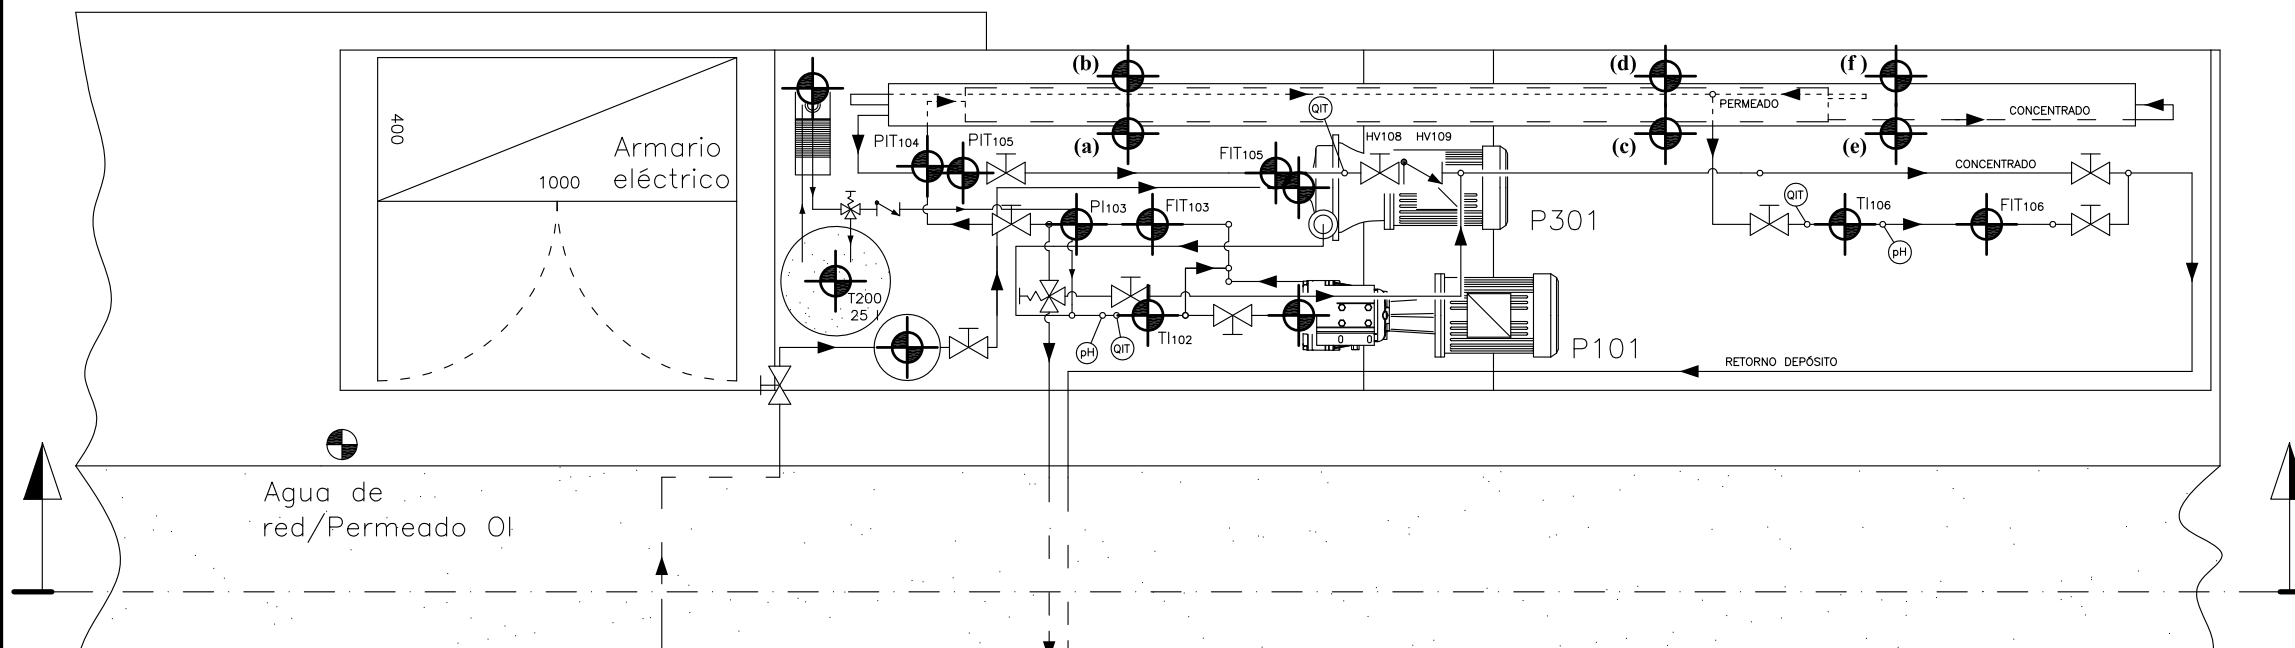 (b)
(d)
(f)
QIT
PERMEADO
CONCENTRADO
400
Armario
eléctrico
1000
PIT104
PIT105
(a)
FIT105
HV108
HV109
(c)
(e)
CONCENTRADO
QIT
PI103
FIT103
P301
TI106
FIT106
pH
T200
25 l
pH
QIT
TI102
P101
RETORNO DEPÓSITO
Agua de
red/Permeado OI